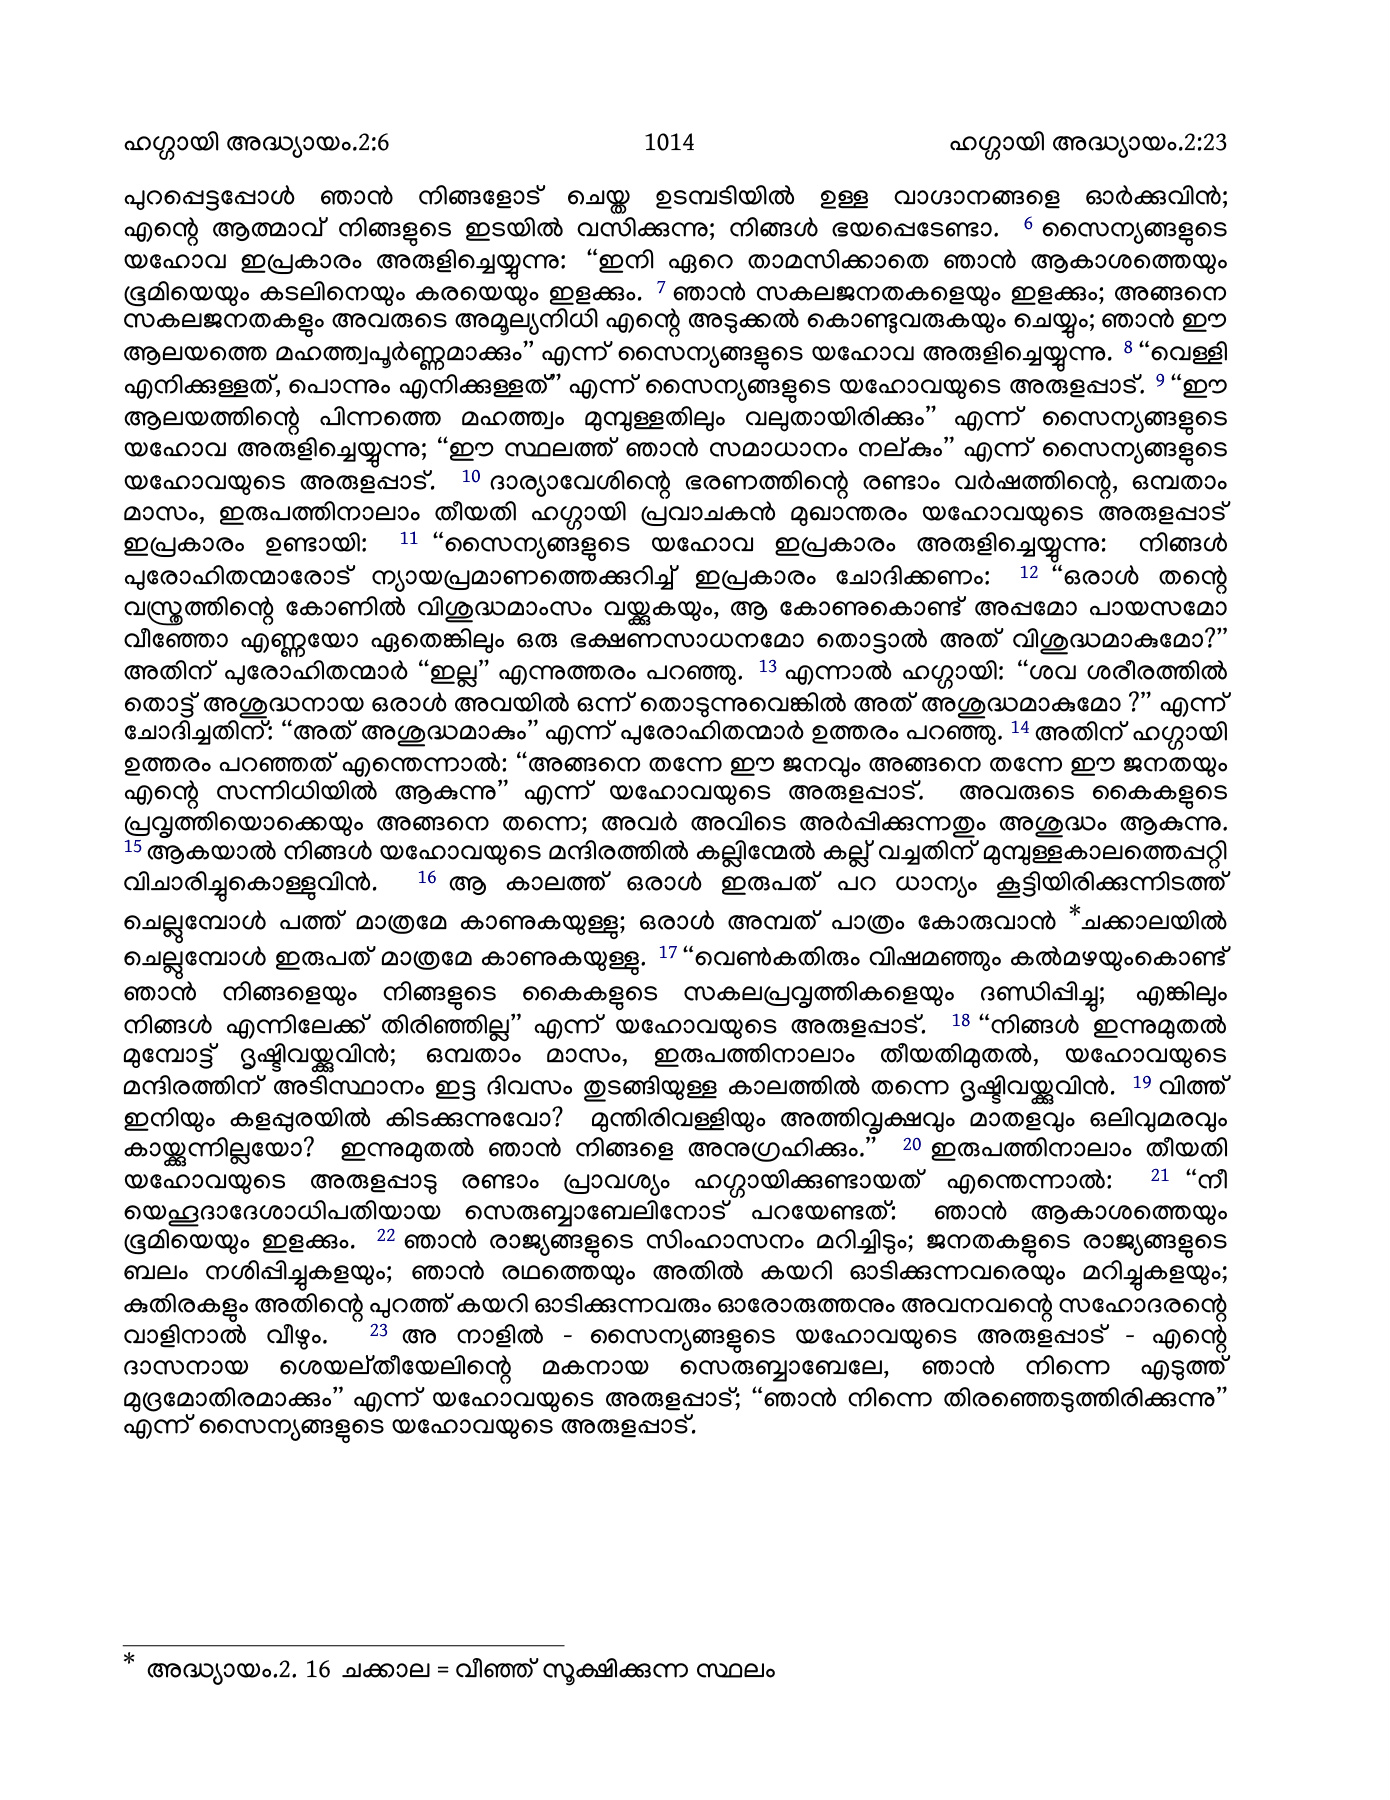 ഹഗ്ഗായി അദ്ധ്യായം.2:6 1014 ഹഗ്ഗായി അദ്ധ്യായം.2:23
പുറപ്പെട്ടപ്പോൾ ഞാൻ നിങ്ങളോട് ചെയ്ത ഉടമ്പടിയിൽ ഉള്ള വാഗ്ദാനങ്ങളെ ഓർക്കുവിൻ;
എന്റെ ആത്മാവ് നിങ്ങളുടെ ഇടയിൽ വസിക്കുന്നു; നിങ്ങൾ ഭയപ്പെടേണ്ടാ. 6 സൈന്യങ്ങളുടെ
യഹോവ ഇപ്രകാരം അരുളിച്ചെയ്യുന്നു: “ഇനി ഏറെ താമസിക്കാതെ ഞാൻ ആകാശത്തെയും
ഭൂമിയെയും കടലിനെയും കരയെയും ഇളക്കും. 7 ഞാൻ സകലജനതകളെയും ഇളക്കും; അങ്ങനെ
സകലജനതകളും അവരുടെ അമൂല്യനിധി എന്റെ അടുക്കൽ കൊണ്ടുവരുകയും ചെയ്യും; ഞാൻ ഈ
ആലയത്തെ മഹത്ത്വപൂർണ്ണമാക്കും” എന്ന് സൈന്യങ്ങളുടെ യഹോവ അരുളിച്ചെയ്യുന്നു. 8 “വെള്ളി
എനിക്കുള്ളത്, പൊന്നും എനിക്കുള്ളത്” എന്ന് സൈന്യങ്ങളുടെ യഹോവയുടെ അരുളപ്പാട്. 9 “ഈ
ആലയത്തിന്റെ പിന്നത്തെ മഹത്ത്വം മുമ്പുള്ളതിലും വലുതായിരിക്കും” എന്ന് സൈന്യങ്ങളുടെ
യഹോവ അരുളിച്ചെയ്യുന്നു; “ഈ സ്ഥലത്ത് ഞാൻ സമാധാനം നല്കും” എന്ന് സൈന്യങ്ങളുടെ
യഹോവയുടെ അരുളപ്പാട്. 10 ദാര്യാവേശിന്റെ ഭരണത്തിന്റെ രണ്ടാം വർഷത്തിന്റെ, ഒമ്പതാം
മാസം, ഇരുപത്തിനാലാം തീയതി ഹഗ്ഗായി പ്രവാചകൻ മുഖാന്തരം യഹോവയുടെ അരുളപ്പാട്
ഇപ്രകാരം ഉണ്ടായി: 11 “സൈന്യങ്ങളുടെ യഹോവ ഇപ്രകാരം അരുളിച്ചെയ്യുന്നു: നിങ്ങൾ
പുരോഹിതന്മാരോട് ന്യായപ്രമാണത്തെക്കുറിച്ച് ഇപ്രകാരം ചോദിക്കണം: 12 “ഒരാൾ തന്റെ
വസ്ത്രത്തിന്റെ കോണിൽ വിശുദ്ധമാംസം വയ്ക്കുകയും, ആ കോണുകൊണ്ട് അപ്പമോ പായസമോ
വീഞ്ഞോ എണ്ണയോ ഏതെങ്കിലും ഒരു ഭക്ഷണസാധനമോ തൊട്ടാൽ അത് വിശുദ്ധമാകുമോ?”
അതിന് പുരോഹിതന്മാർ “ഇല്ല” എന്നുത്തരം പറഞ്ഞു. 13 എന്നാൽ ഹഗ്ഗായി: “ശവ ശരീരത്തിൽ
തൊട്ട് അശുദ്ധനായ ഒരാൾ അവയിൽ ഒന്ന് തൊടുന്നുവെങ്കിൽ അത് അശുദ്ധമാകുമോ ?” എന്ന്
ചോദിച്ചതിന്: “അത് അശുദ്ധമാകും” എന്ന് പുരോഹിതന്മാർ ഉത്തരം പറഞ്ഞു. 14 അതിന് ഹഗ്ഗായി
ഉത്തരം പറഞ്ഞത് എന്തെന്നാൽ: “അങ്ങനെ തന്നേ ഈ ജനവും അങ്ങനെ തന്നേ ഈ ജനതയും
എന്റെ സന്നിധിയിൽ ആകുന്നു” എന്ന് യഹോവയുടെ അരുളപ്പാട്. അവരുടെ കൈകളുടെ
പ്രവൃത്തിയൊക്കെയും അങ്ങനെ തന്നെ; അവർ അവിടെ അർപ്പിക്കുന്നതും അശുദ്ധം ആകുന്നു.
15 ആകയാൽ നിങ്ങൾ യഹോവയുടെ മന്ദിരത്തിൽ കല്ലിന്മേൽ കല്ല് വച്ചതിന് മുമ്പുള്ളകാലത്തെപ്പറ്റി
വിചാരിച്ചുകൊള്ളുവിൻ. 16 ആ കാലത്ത് ഒരാൾ ഇരുപത് പറ ധാന്യം കൂട്ടിയിരിക്കുന്നിടത്ത്
ചെല്ലുമ്പോൾ പത്ത് മാത്രമേ കാണുകയുള്ളു; ഒരാൾ അമ്പത് പാത്രം കോരുവാൻ *ചക്കാലയിൽ
ചെല്ലുമ്പോൾ ഇരുപത് മാത്രമേ കാണുകയുള്ളു. 17 “വെൺകതിരും വിഷമഞ്ഞും കൽമഴയുംകൊണ്ട്
ഞാൻ നിങ്ങളെയും നിങ്ങളുടെ കൈകളുടെ സകലപ്രവൃത്തികളെയും ദണ്ഡിപ്പിച്ചു; എങ്കിലും
നിങ്ങൾ എന്നിലേക്ക് തിരിഞ്ഞില്ല” എന്ന് യഹോവയുടെ അരുളപ്പാട്. 18 “നിങ്ങൾ ഇന്നുമുതൽ
മുമ്പോട്ട് ദൃഷ്ടിവയ്ക്കുവിൻ; ഒമ്പതാം മാസം, ഇരുപത്തിനാലാം തീയതിമുതൽ, യഹോവയുടെ
മന്ദിരത്തിന് അടിസ്ഥാനം ഇട്ട ദിവസം തുടങ്ങിയുള്ള കാലത്തിൽ തന്നെ ദൃഷ്ടിവയ്ക്കുവിൻ. 19 വിത്ത്
ഇനിയും കളപ്പുരയിൽ കിടക്കുന്നുവോ? മുന്തിരിവള്ളിയും അത്തിവൃക്ഷവും മാതളവും ഒലിവുമരവും
കായ്ക്കുന്നില്ലയോ? ഇന്നുമുതൽ ഞാൻ നിങ്ങളെ അനുഗ്രഹിക്കും.” 20 ഇരുപത്തിനാലാം തീയതി
യഹോവയുടെ അരുളപ്പാടു രണ്ടാം പ്രാവശ്യം ഹഗ്ഗായിക്കുണ്ടായത് എന്തെന്നാൽ: 21 “നീ
യെഹൂദാദേശാധിപതിയായ സെരുബ്ബാബേലിനോട് പറയേണ്ടത്: ഞാൻ ആകാശത്തെയും
ഭൂമിയെയും ഇളക്കും. 22 ഞാൻ രാജ്യങ്ങളുടെ സിംഹാസനം മറിച്ചിടും; ജനതകളുടെ രാജ്യങ്ങളുടെ
ബലം നശിപ്പിച്ചുകളയും; ഞാൻ രഥത്തെയും അതിൽ കയറി ഓടിക്കുന്നവരെയും മറിച്ചുകളയും;
കുതിരകളും അതിന്റെ പുറത്ത് കയറി ഓടിക്കുന്നവരും ഓരോരുത്തനും അവനവന്റെ സഹോദരന്റെ
വാളിനാൽ വീഴും. 23 അ നാളിൽ - സൈന്യങ്ങളുടെ യഹോവയുടെ അരുളപ്പാട് - എന്റെ
ദാസനായ ശെയല്തീയേലിന്റെ മകനായ സെരുബ്ബാബേലേ, ഞാൻ നിന്നെ എടുത്ത്
മുദ്രമോതിരമാക്കും” എന്ന് യഹോവയുടെ അരുളപ്പാട്; “ഞാൻ നിന്നെ തിരഞ്ഞെടുത്തിരിക്കുന്നു”
എന്ന് സൈന്യങ്ങളുടെ യഹോവയുടെ അരുളപ്പാട്.
* അദ്ധ്യായം.2. 16 ചക്കാല = വീഞ്ഞ് സൂക്ഷിക്കുന്ന സ്ഥലം